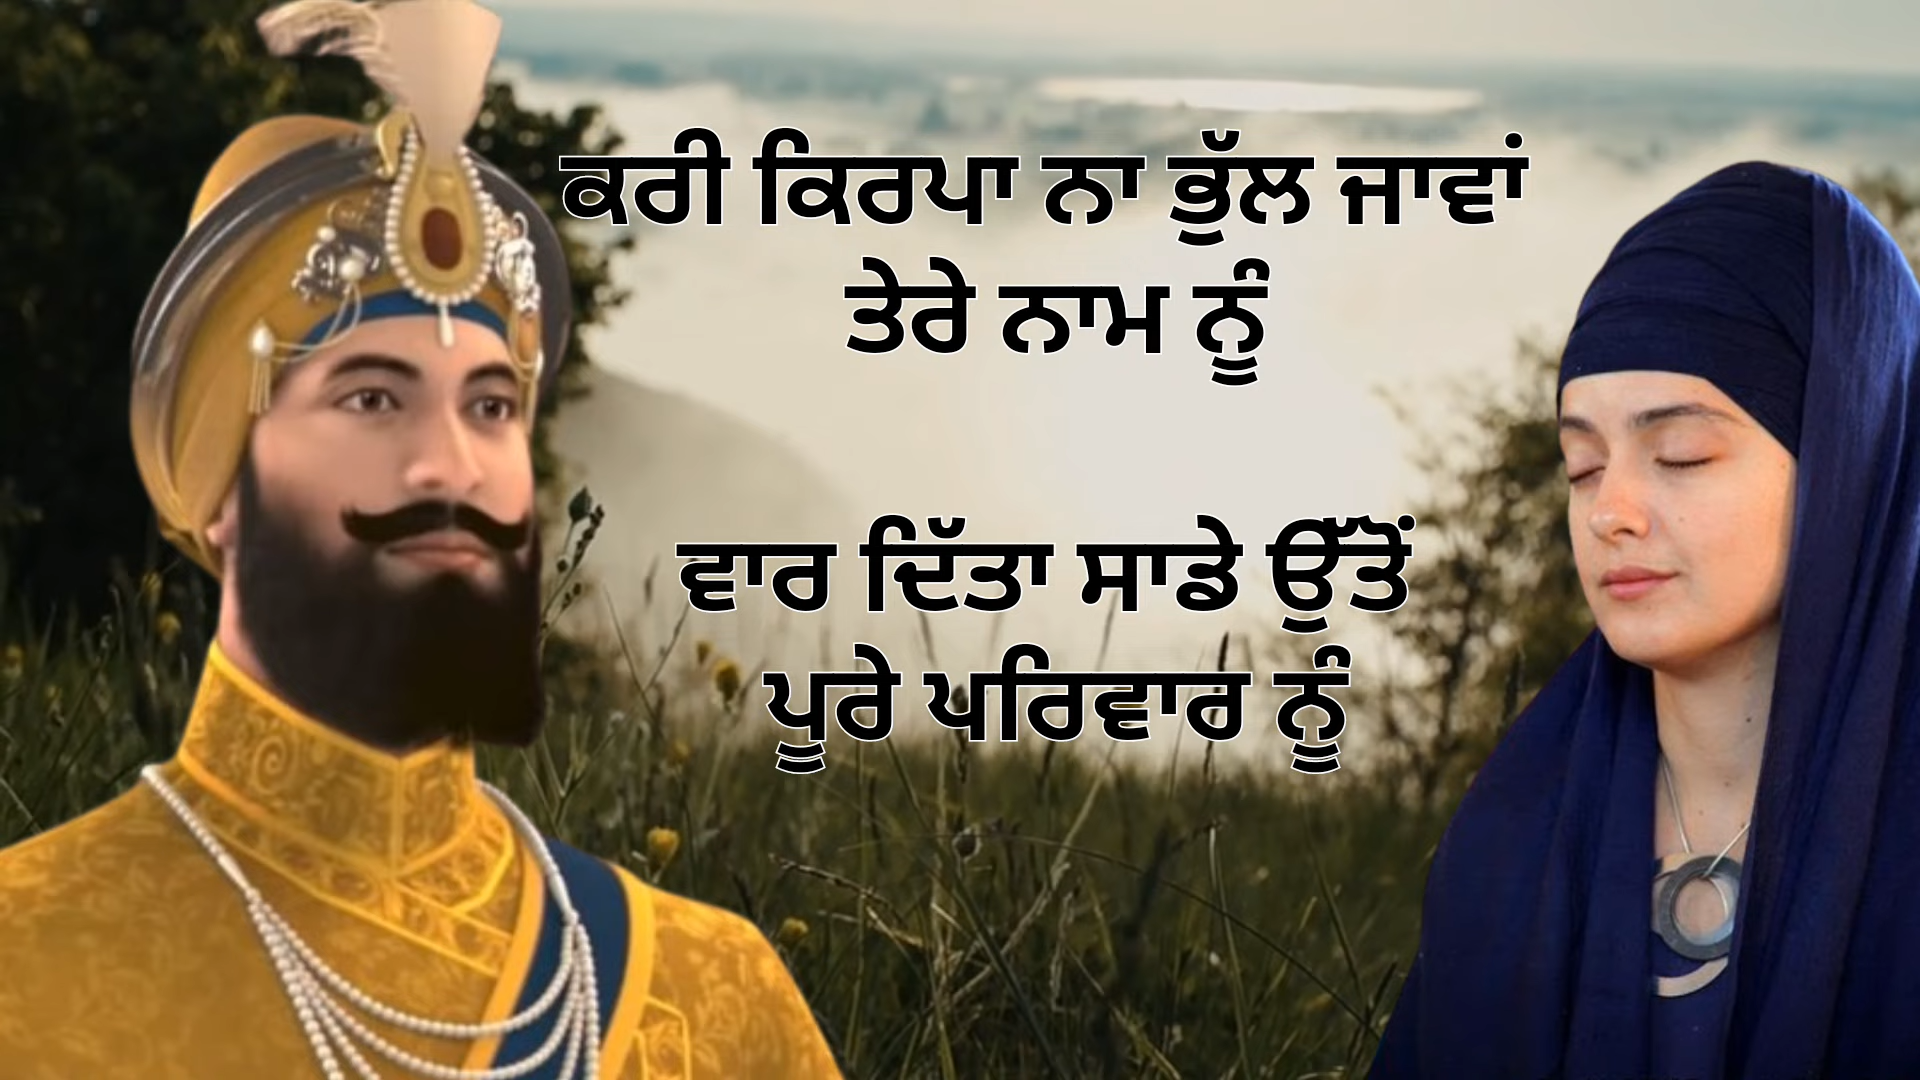 ਕਰੀ ਕਿਰਪਾ ਨਾ ਭੁੱਲ ਜਾਵਾਂ
ਤੇਰੇ ਨਾਮ ਨੂੰ
ਵਾਰ ਦਿੱਤਾ ਸਾਡੇ ਉੱਤੋਂ
ਪੂਰੇ ਪਰਿਵਾਰ ਨੂੰ